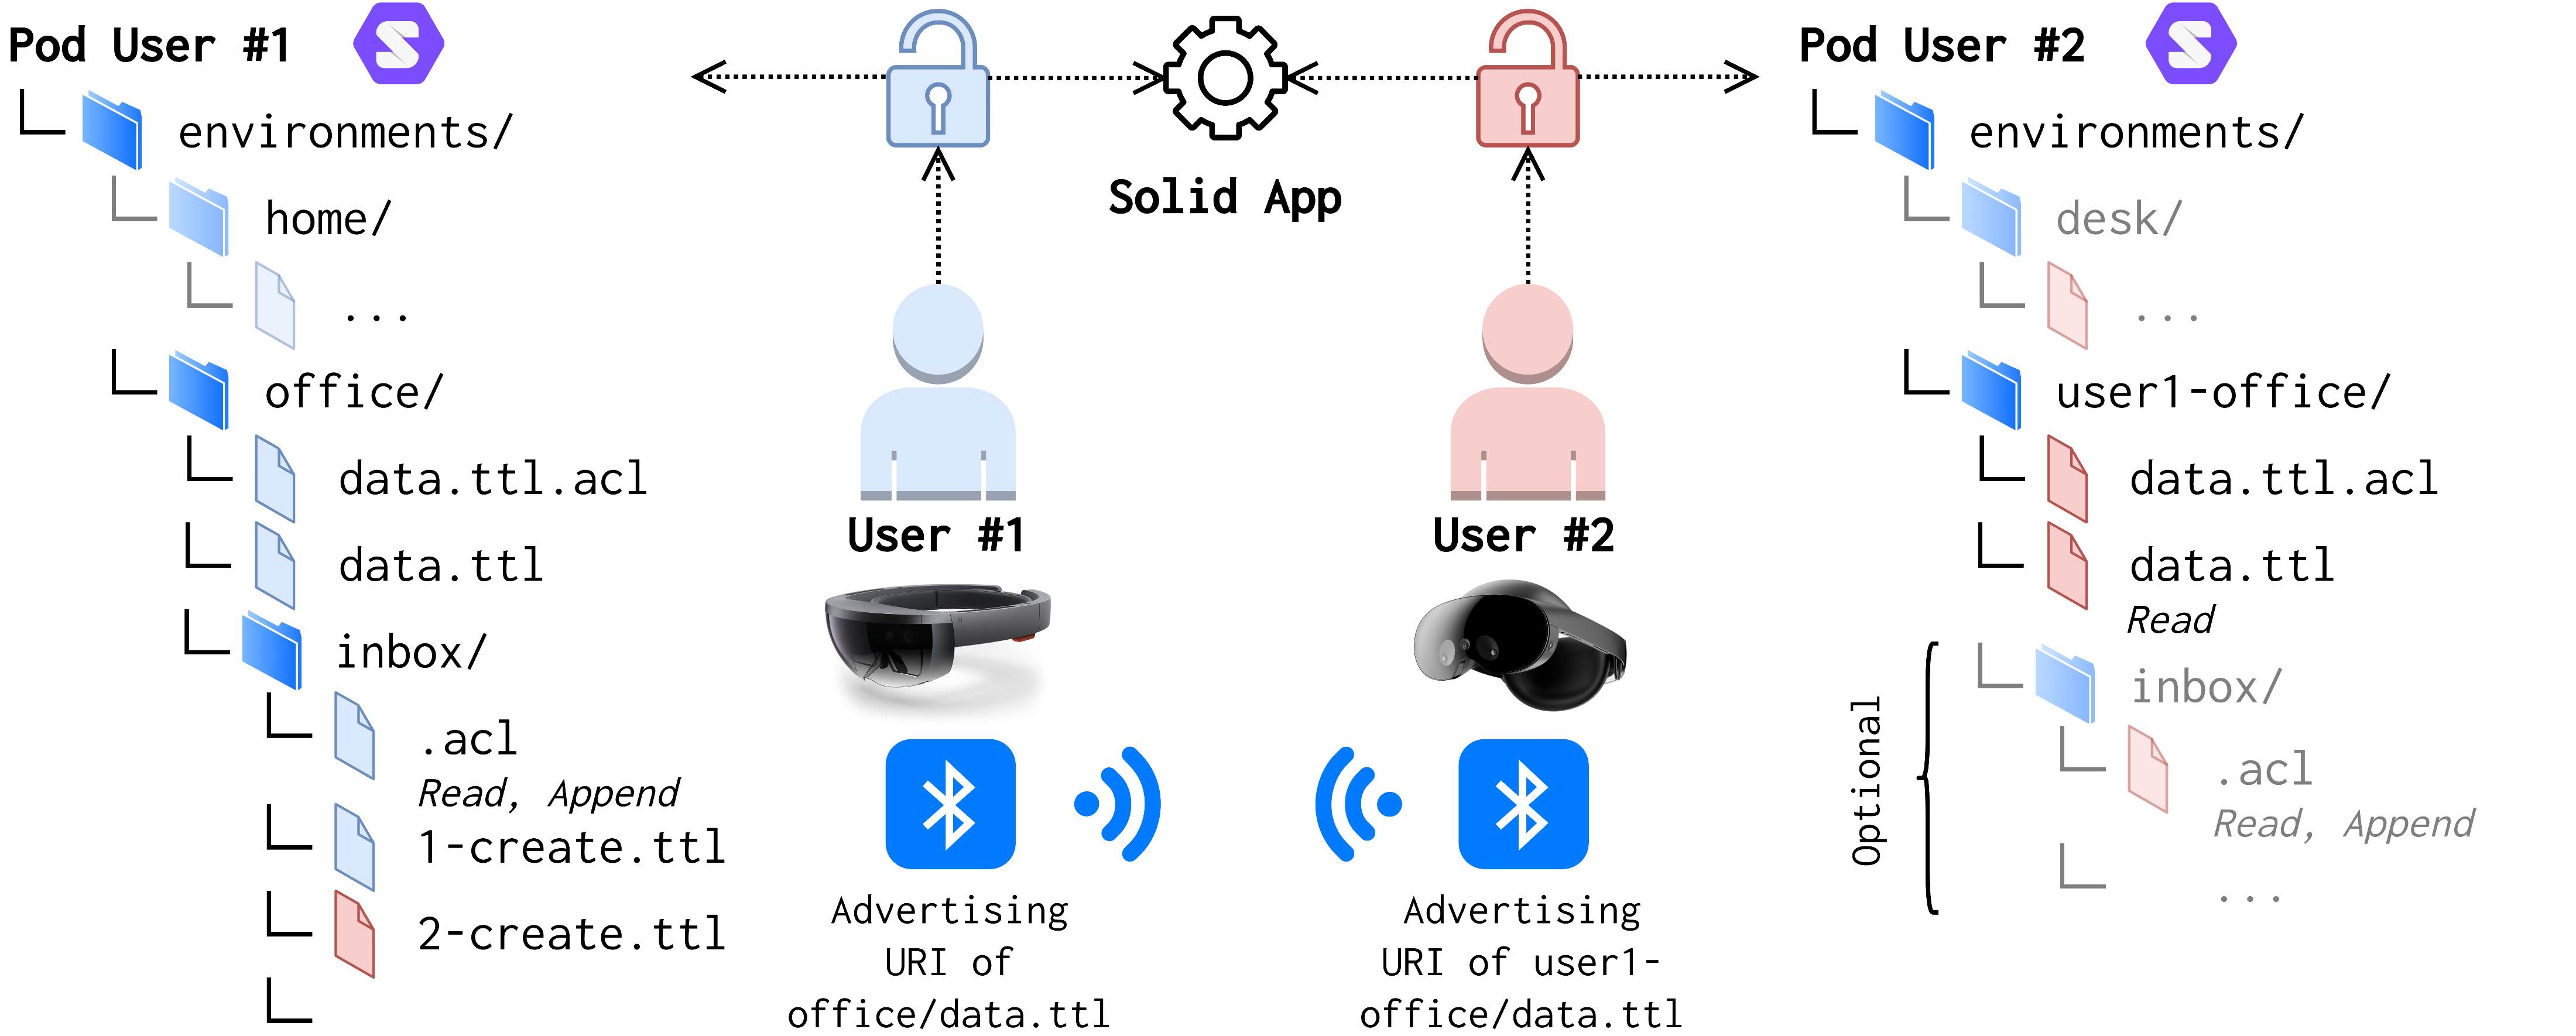 Pod User #1
environments/
home/
...
office/
data.ttl.acl
data.ttl
inbox/
.acl
Read, Append
1-create.ttl
2-create.ttl
Solid App
User #1
Advertising
URI of
office/data.ttl
User #2
Advertising
URI of user1-
office/data.ttl
Pod User #2
environments/
desk/
...
user1-office/
data.ttl.acl
data.ttl
Read
Optional
inbox/
.acl
Read, Append
...